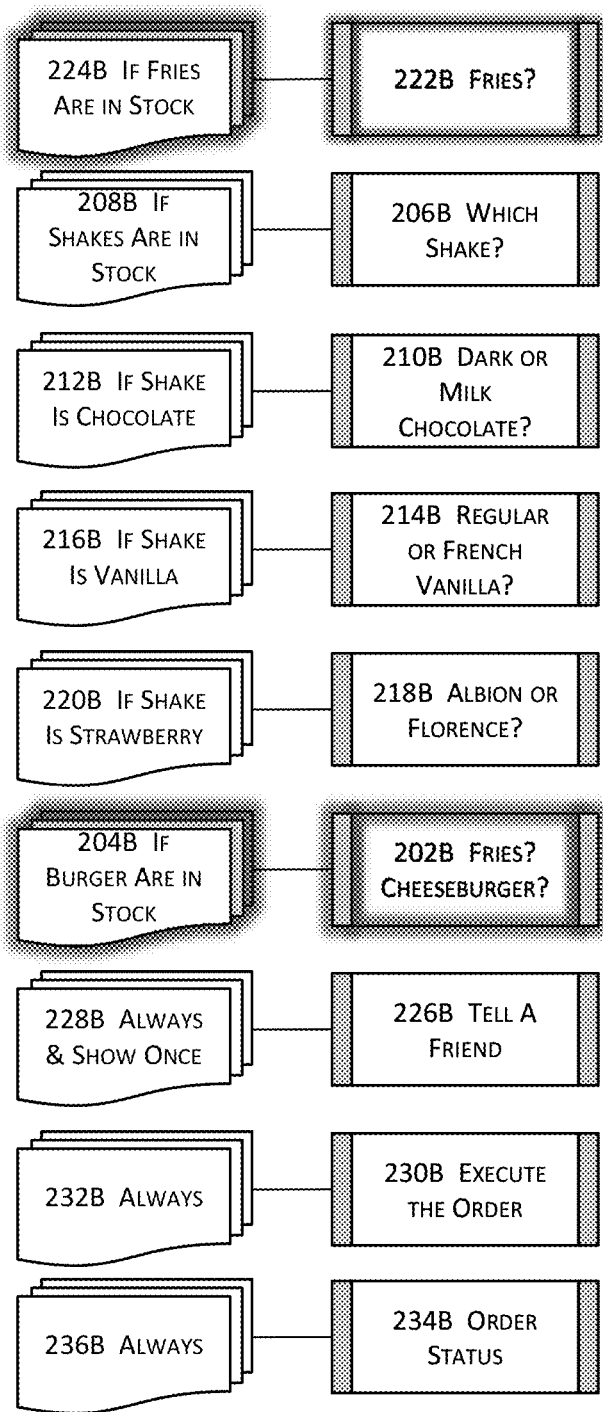 224B If Fries
Are in Stock
222B Fries?
208B If
Shakes Are in
Stock
206B Which
Shake?
212B If Shake
Is Chocolate
210B Dark or
Milk
Chocolate?
216B If Shake
Is Vanilla
214B Regular
or French
Vanilla?
220B If Shake
Is Strawberry
218B Albion or
Florence?
204B If
Burger Are in
Stock
202B Fries?
Cheeseburger?
228B Always
& Show Once
226B Tell A
Friend
232B Always
230B Execute
the Order
236B Always
234B Order
Status